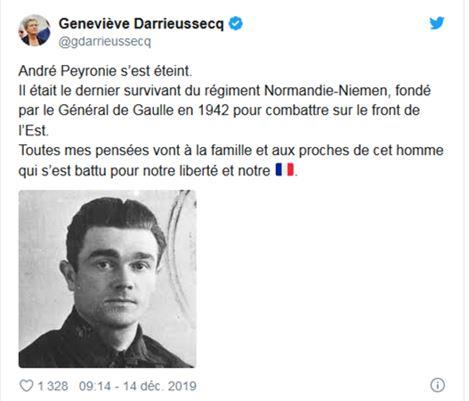 Geneviève Darrieussecq
@gdarrieussecq
André Peyronie s’est éteint.
Il était le dernier survivant du régiment Normandie-Niemen, fondé
par le Général de Gaulle en 1942 pour combattre sur le front de
l’Est.
Toutes mes pensées vont à la famille et aux proches de cet homme
qui s’est battu pour notre liberté et notre 🇫🇷.
1 328 09:14 - 14 déc. 2019